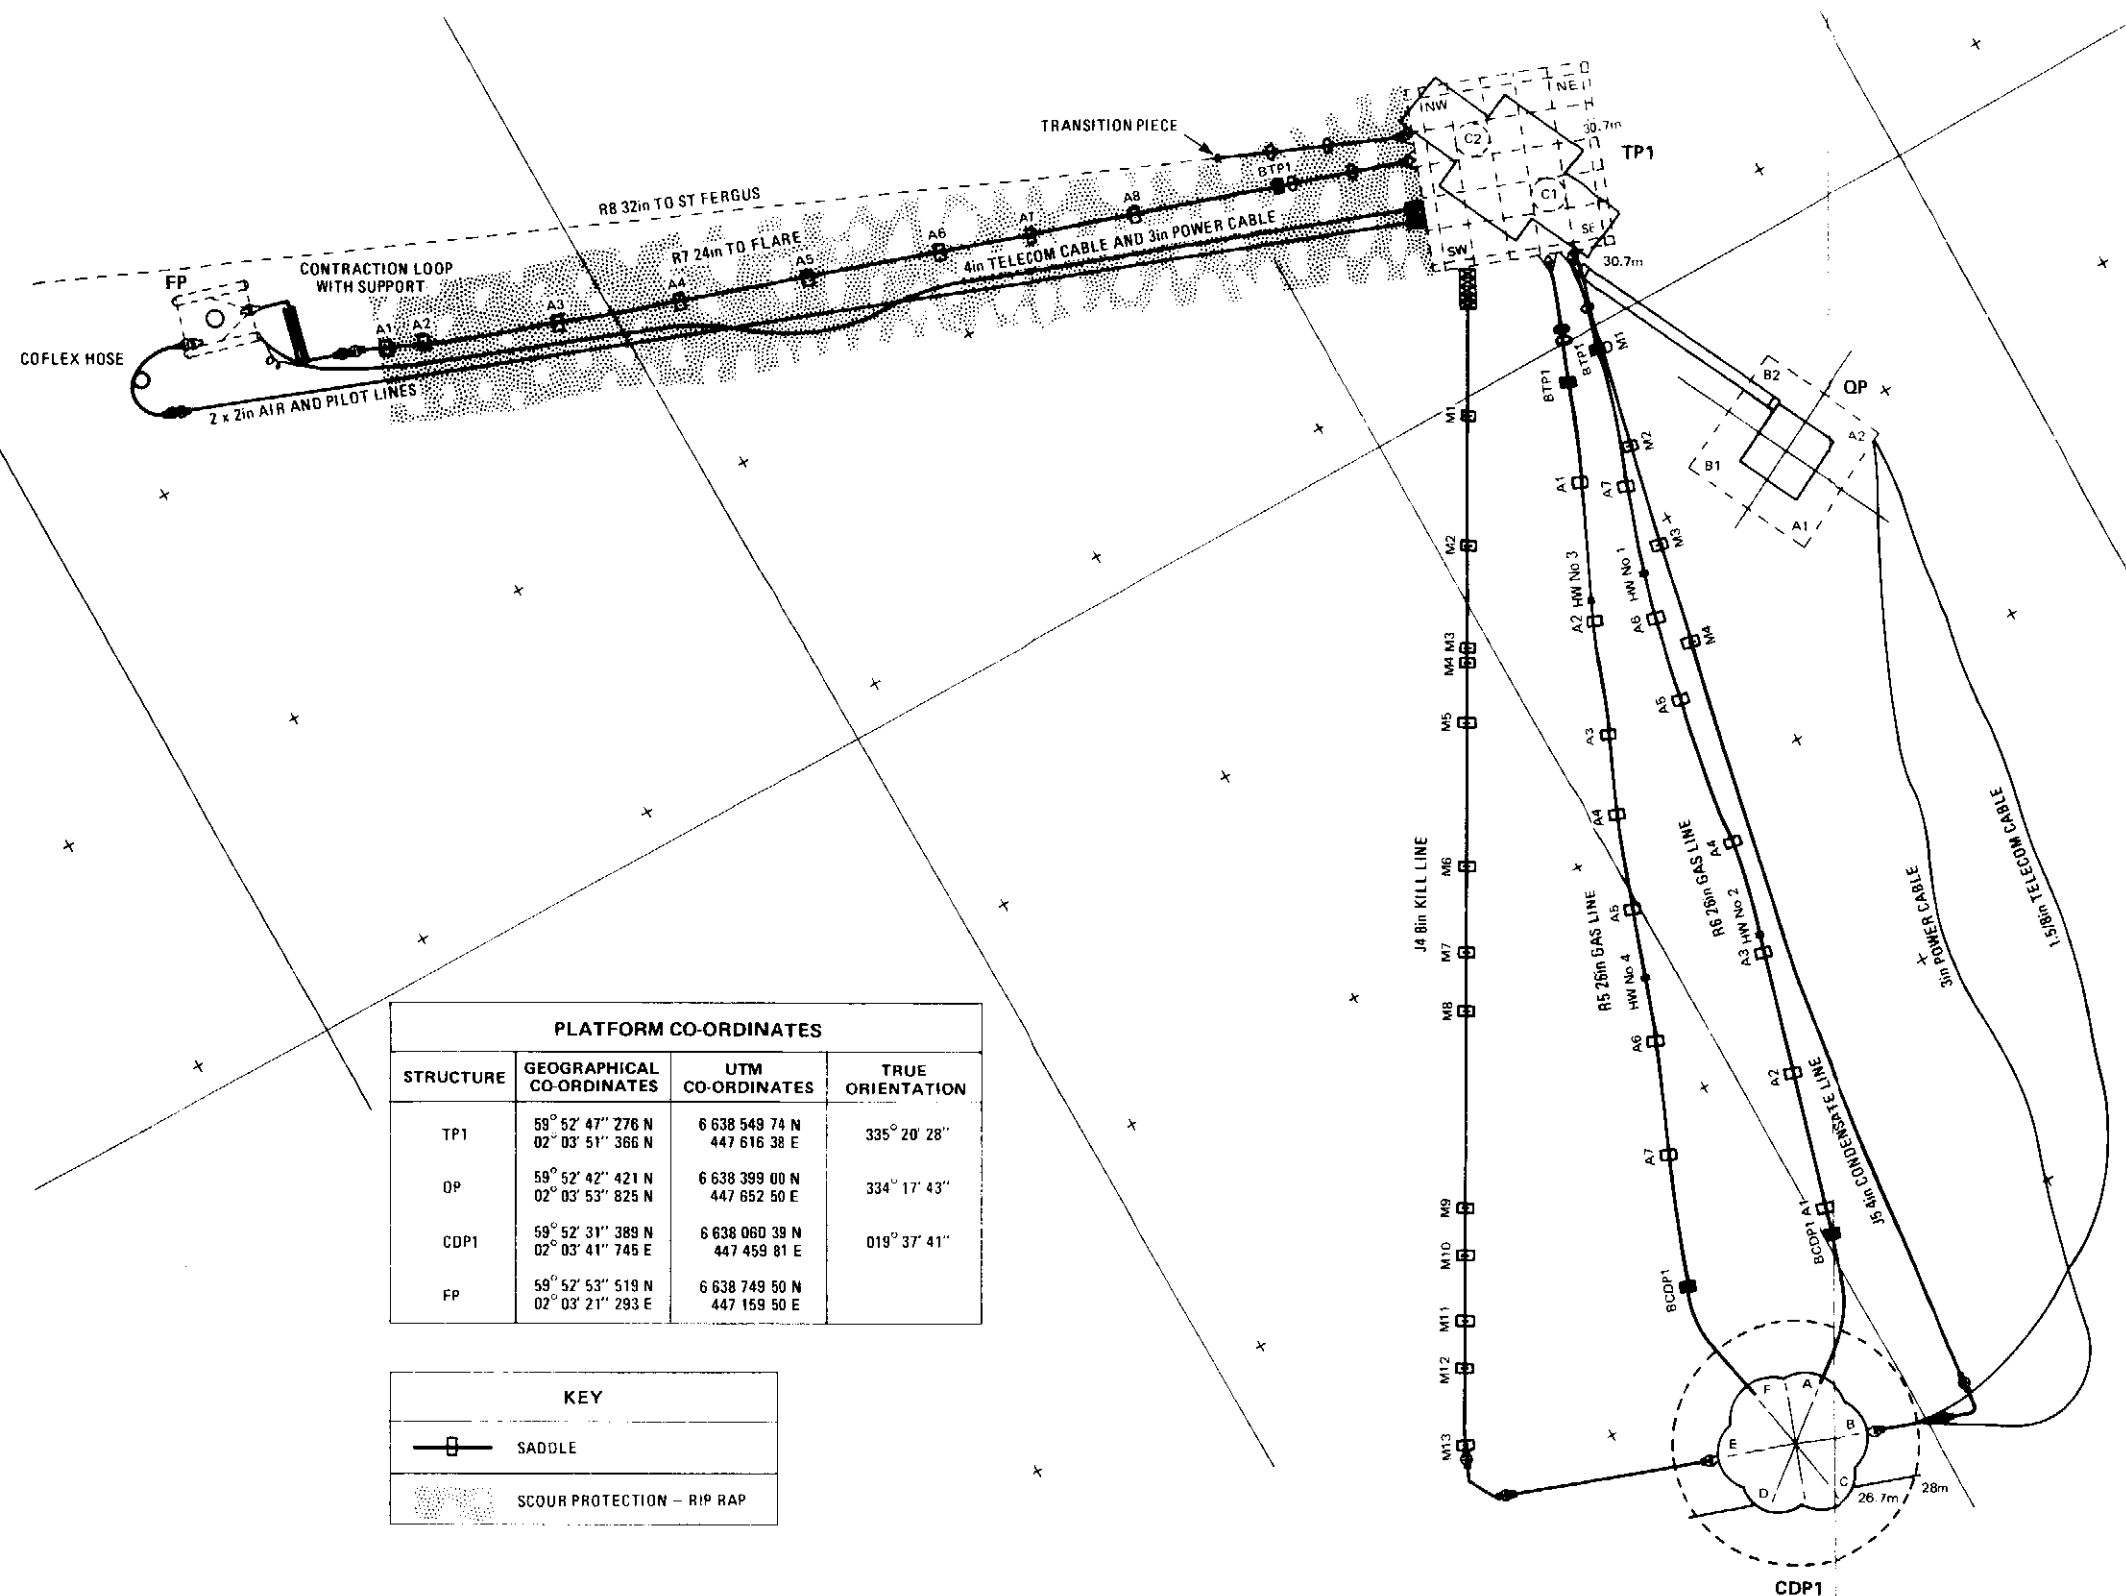 TRANSITION PIECE
NW
NE
C2
30.7m
TP1
C1
SE
SW
30.7m
R8 32in TO ST FERGUS
BTP1
A8
A7
A6
R7 24in TO FLARE
A5
A4
A3
4in TELECOM CABLE AND 3in POWER CABLE
CONTRACTION LOOP
WITH SUPPORT
FP
A1
A2
COFLEX HOSE
2 x 2in AIR AND PILOT LINES
B2
QP
A2
B1
A1
M1
M2
M3
M4
M5
M6
M7
M8
M9
M10
M11
M12
M13
J4 8in KILL LINE
BTP1
A1
HW No 3
A2
A3
A4
A5
R5 26in GAS LINE
HW No 4
A6
A7
BCDP1
BTP1
M1
M2
A7
M3
HW No 1
A6
M4
A5
R6 26in GAS LINE
A4
HW No 2
A3
A2
A1
BCDP1
J5 4in CONDENSATE LINE
3in POWER CABLE
1.5/8in TELECOM CABLE
F
A
B
E
C
D
26.7m
28m
CDP1
PLATFORM CO-ORDINATES
STRUCTURE
GEOGRAPHICAL
CO-ORDINATES
UTM
CO-ORDINATES
TRUE
ORIENTATION
TP1
59° 52' 47" 276 N
02° 03' 51" 366 N
6 638 549 74 N
447 616 38 E
335° 20' 28"
QP
59° 52' 42" 421 N
02° 03' 53" 825 N
6 638 399 00 N
447 652 50 E
334° 17' 43"
CDP1
59° 52' 31" 389 N
02° 03' 41" 745 E
6 638 060 39 N
447 459 81 E
019° 37' 41"
FP
59° 52' 53" 519 N
02° 03' 21" 293 E
6 638 749 50 N
447 159 50 E
KEY
SADDLE
SCOUR PROTECTION – RIP RAP